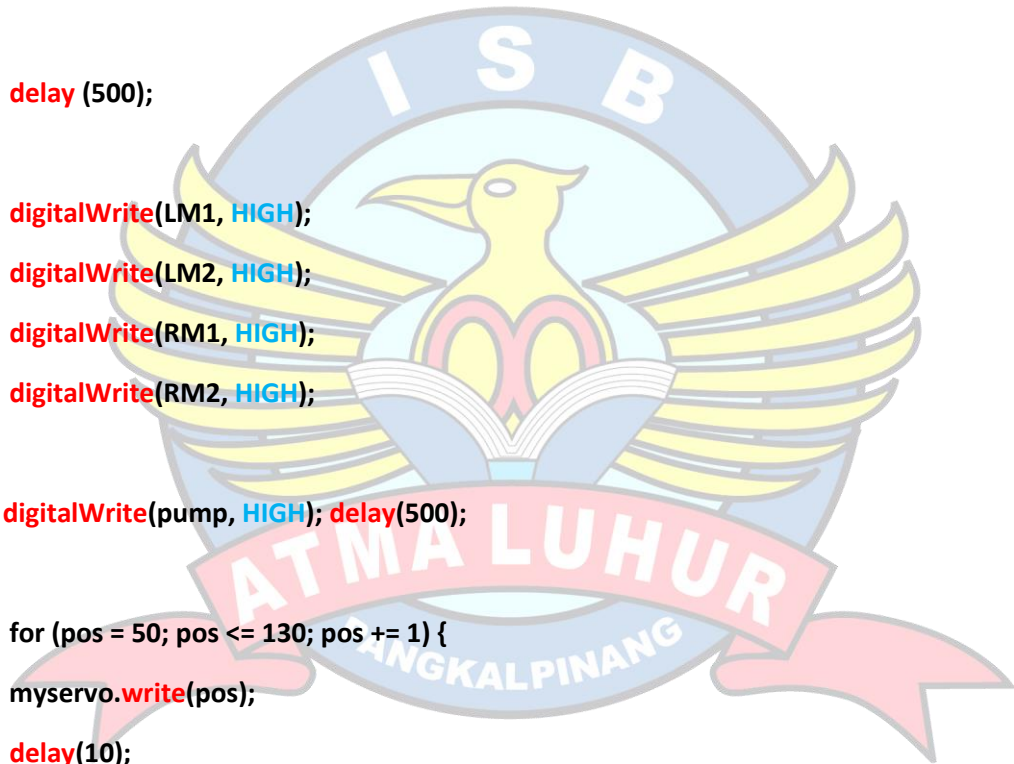 I S B
delay (500);
digitalWrite(LM1, HIGH);
digitalWrite(LM2, HIGH);
digitalWrite(RM1, HIGH);
digitalWrite(RM2, HIGH);
digitalWrite(pump, HIGH); delay(500);
ATMA LUHUR
for (pos = 50; pos <= 130; pos += 1) {
PANGKALPINANG
myservo.write(pos);
delay(10);